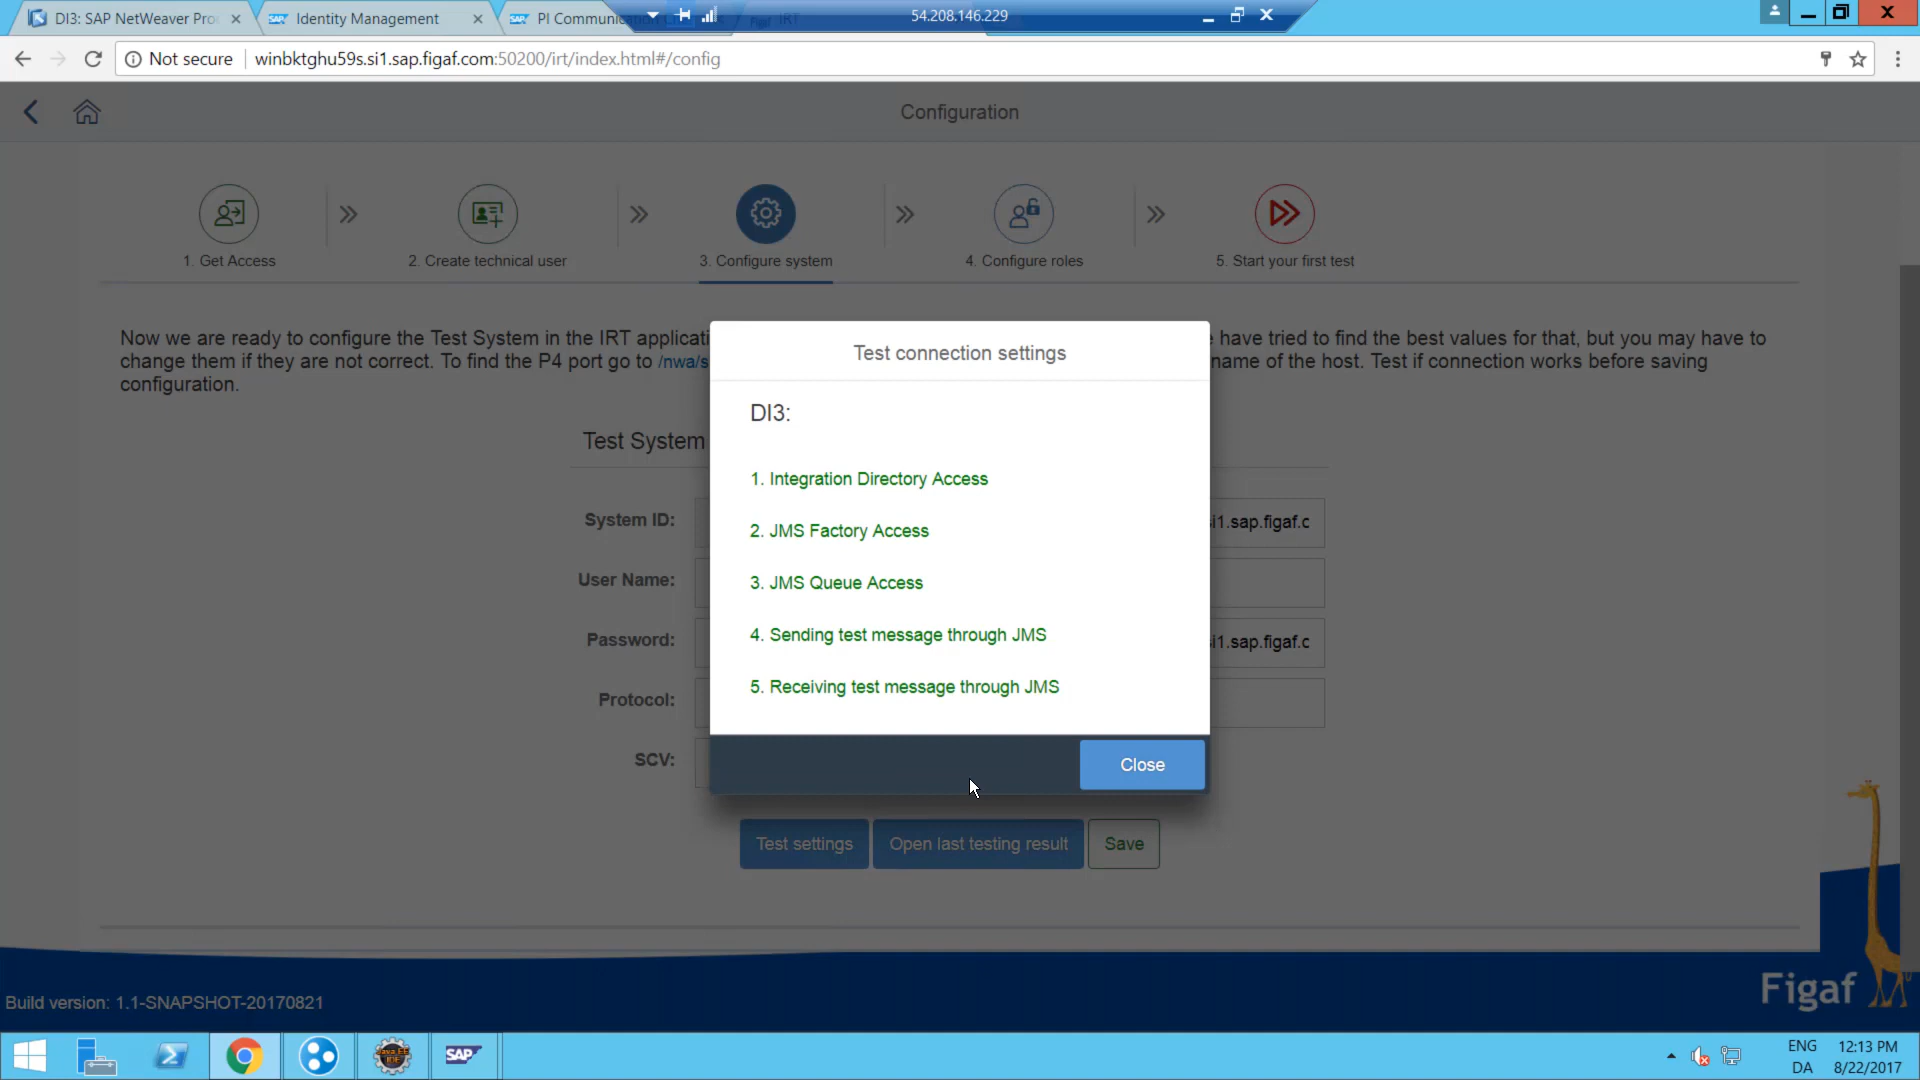 DI3: SAP NetWeaver Pro
Identity Management
PI Communication Ch
IRT
54.208.146.229
Not secure
winbktghu59s.si1.sap.figaf.com:50200/irt/index.html#/config
Configuration
1. Get Access
2. Create technical user
3. Configure system
4. Configure roles
5. Start your first test
Now we are ready to configure the Test System in the IRT applicati
have tried to find the best values for that, but you may have to
change them if they are not correct. To find the P4 port go to /nwa/s
name of the host. Test if connection works before saving
configuration.
Test System
System ID:
si1.sap.figaf.c
User Name:
Password:
si1.sap.figaf.c
Protocol:
SCV:
Test connection settings
DI3:
1. Integration Directory Access
2. JMS Factory Access
3. JMS Queue Access
4. Sending test message through JMS
5. Receiving test message through JMS
Close
Test settings
Open last testing result
Save
Figaf
Build version: 1.1-SNAPSHOT-20170821
Java EE
IDE
SAP
ENG
12:13 PM
DA
8/22/2017